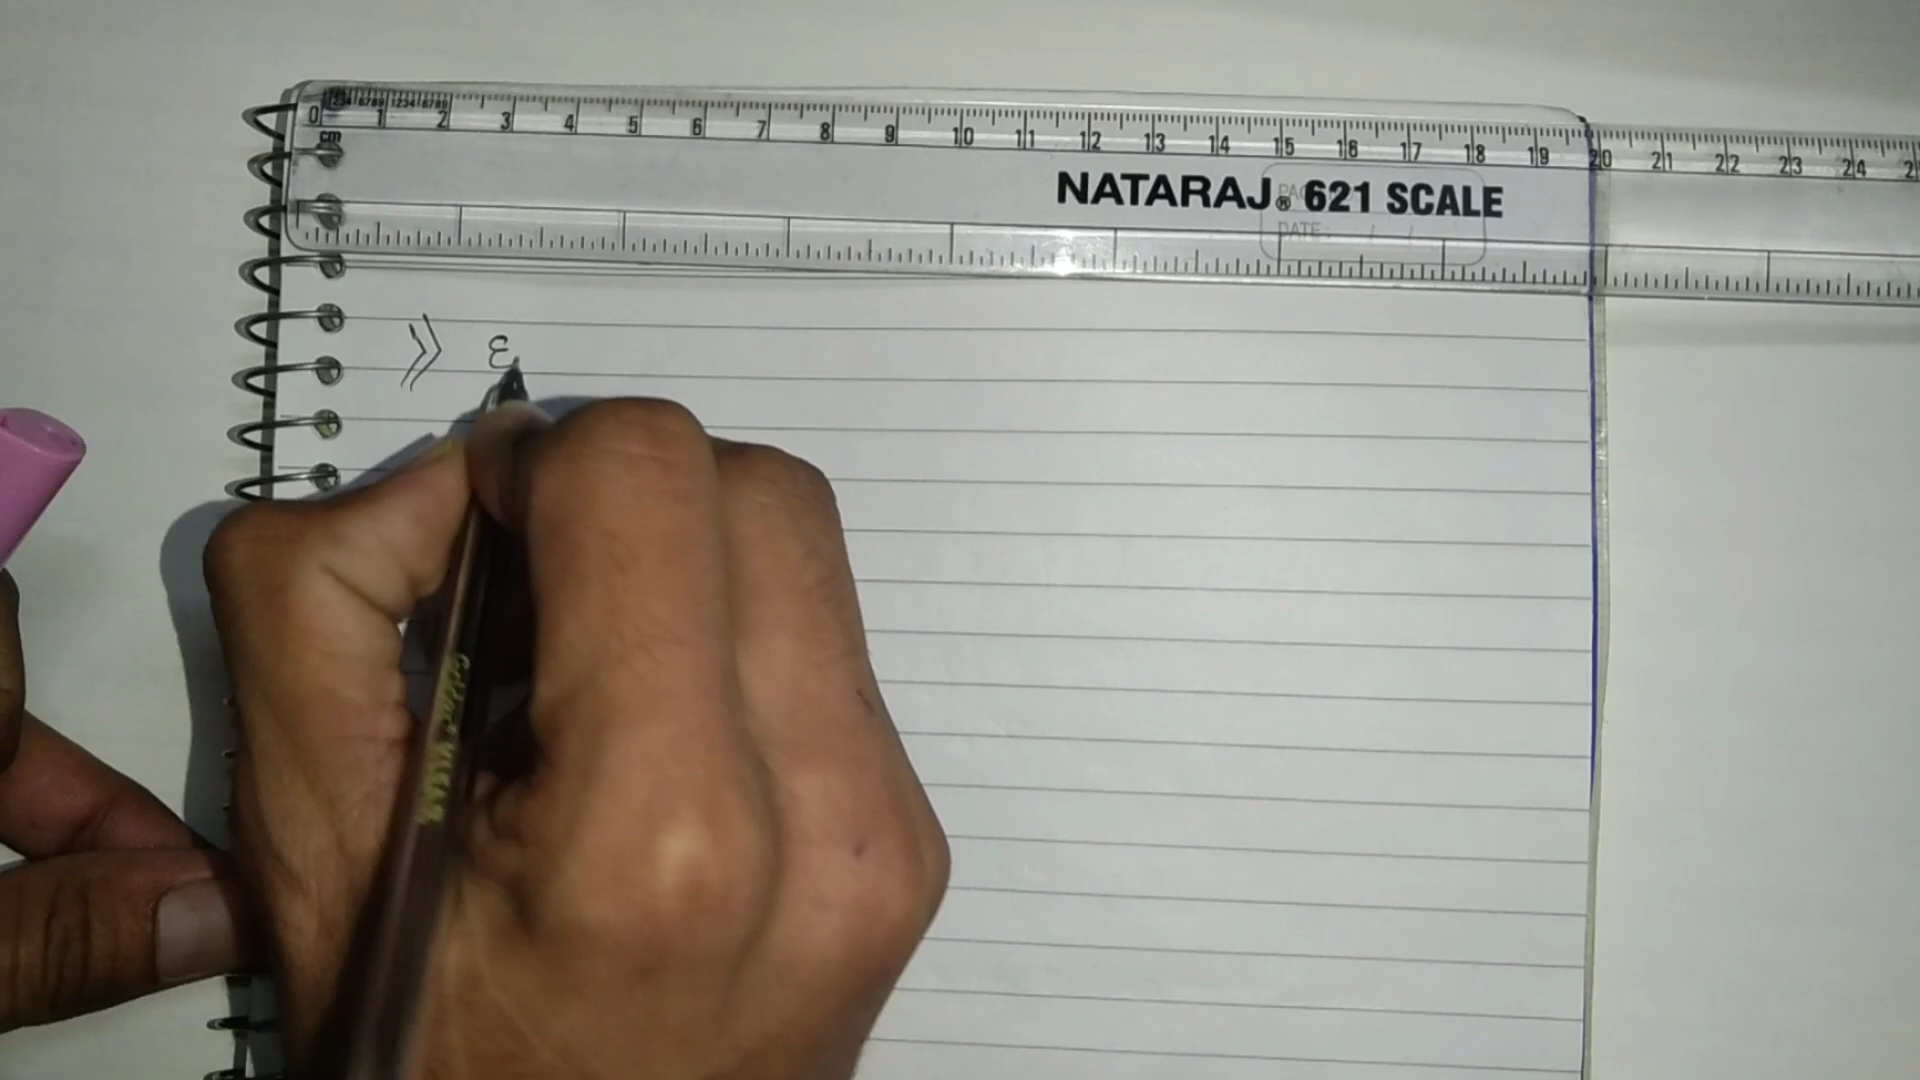 0 1 2 3 4 5 6 7 8 9 10 11 12 13 14 15 16 17 18 19 20 21 22 23 24
cm
NATARAJ® 621 SCALE
DATE: / /
» ε